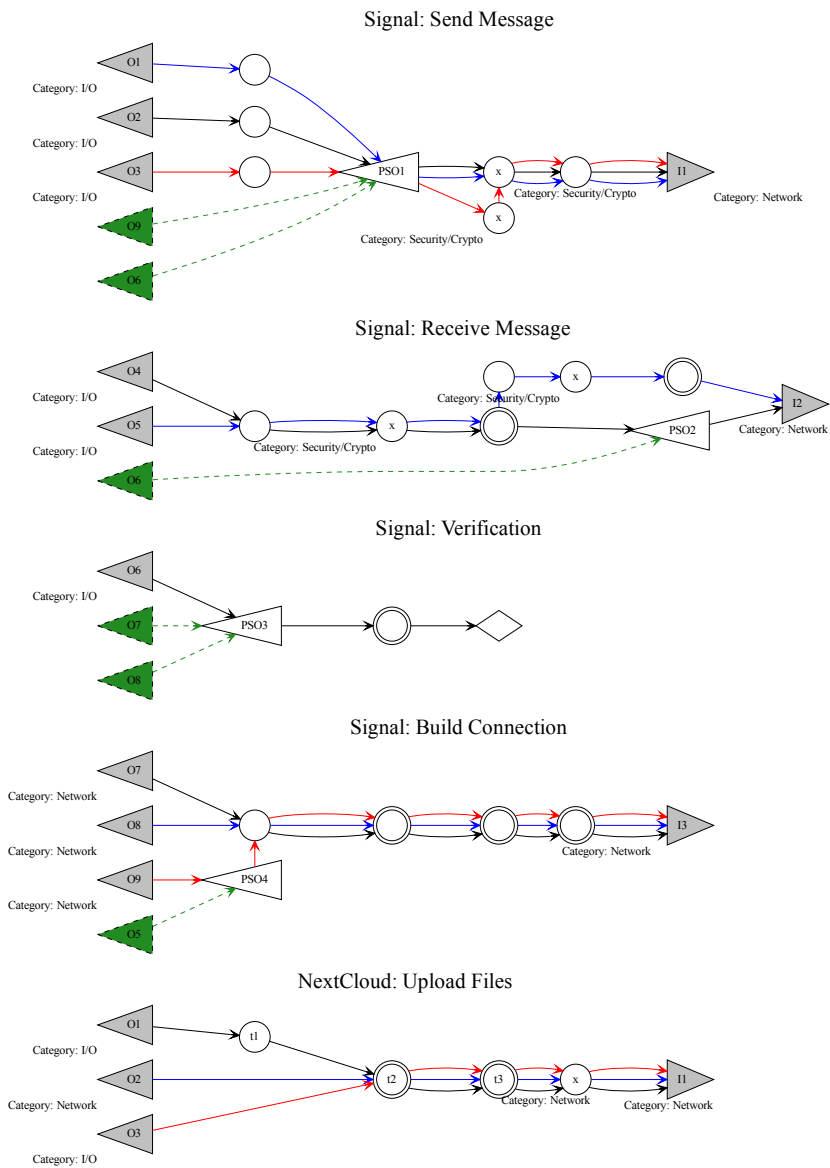 Signal: Send Message
O1
Category: I/O
O2
Category: I/O
O3
PSO1
x
I1
Category: I/O
Category: Security/Crypto
Category: Network
O9
x
Category: Security/Crypto
O6
Signal: Receive Message
O4
x
Category: I/O
Category: Security/Crypto
I2
O5
x
PSO2
Category: I/O
Category: Security/Crypto
Category: Network
O6
Signal: Verification
O6
Category: I/O
O7
PSO3
O8
Signal: Build Connection
O7
Category: Network
O8
I3
Category: Network
Category: Network
O9
PSO4
Category: Network
O5
NextCloud: Upload Files
O1
t1
Category: I/O
O2
t2
t3
x
I1
Category: Network
Category: Network
Category: Network
O3
Category: I/O